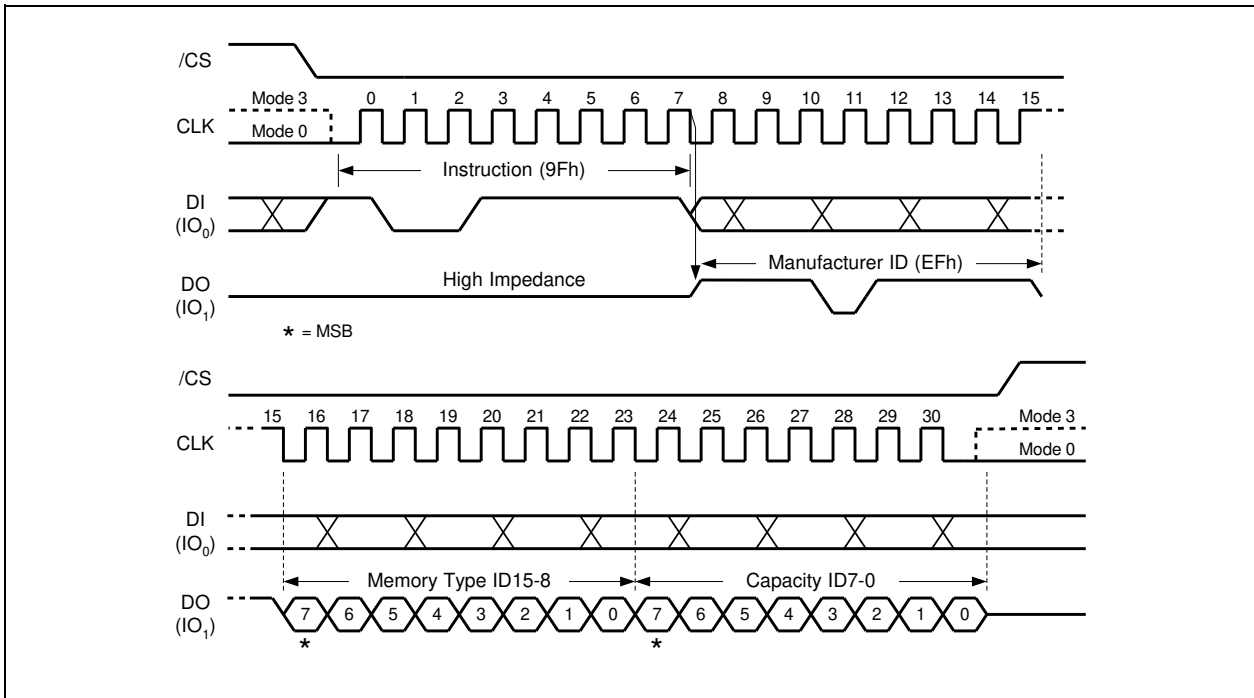 /CS
Mode 3 0 1 2 3 4 5 6 7 8 9 10 11 12 13 14 15
CLK
Mode 0
Instruction (9Fh)
DI
(IO0)
Manufacturer ID (EFh)
DO
(IO1)
High Impedance
* = MSB
/CS
15 16 17 18 19 20 21 22 23 24 25 26 27 28 29 30 Mode 3
CLK
Mode 0
DI
(IO0)
Memory Type ID15-8 Capacity ID7-0
DO
(IO1)
7 6 5 4 3 2 1 0 7 6 5 4 3 2 1 0
* *